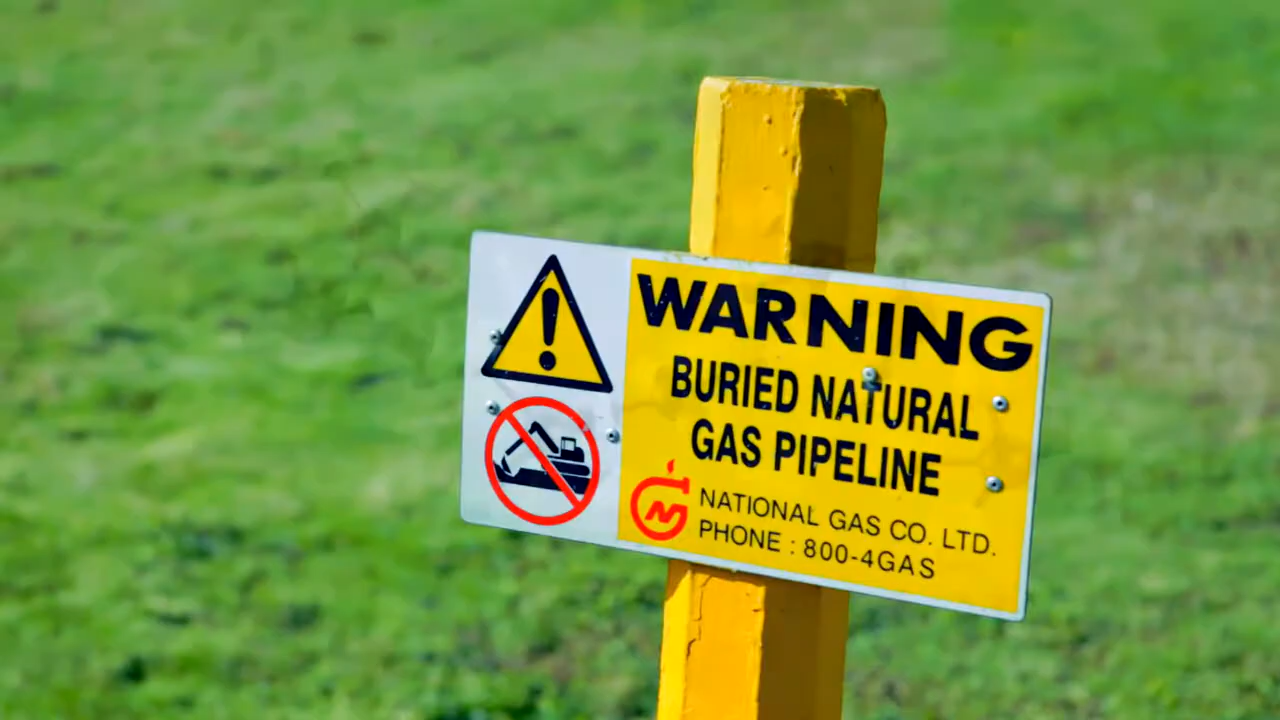 WARNING
BURIED NATURAL
GAS PIPELINE
NATIONAL GAS CO. LTD.
PHONE : 800-4GAS